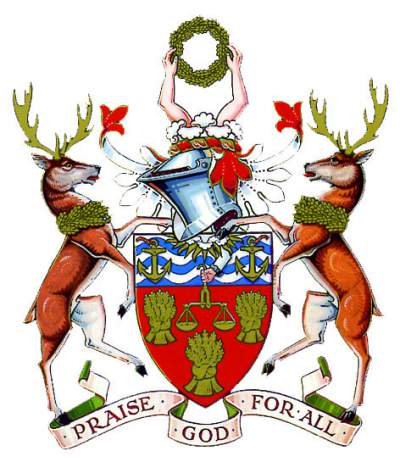 · PRAISE · GOD · FOR · ALL ·